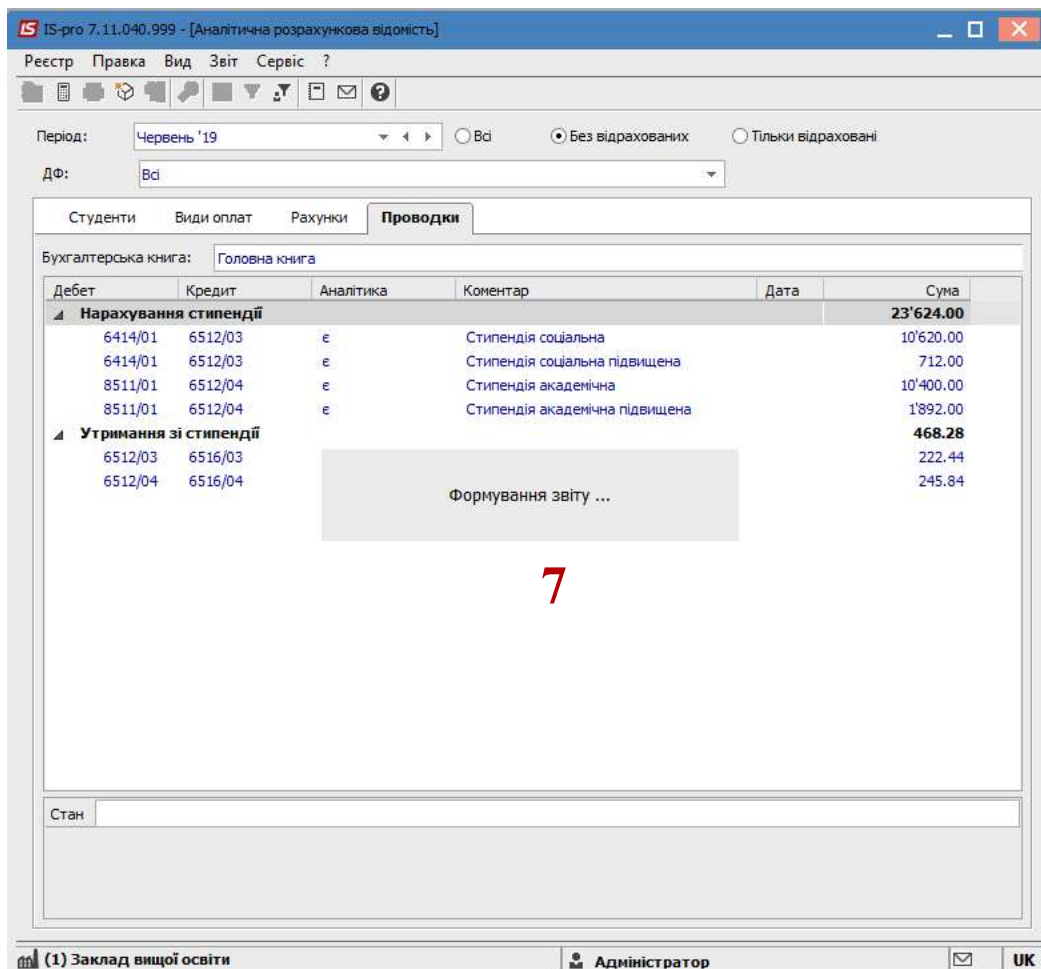 IS-pro 7.11.040.999 - [Аналітична розрахункова відомість]
Реєстр Правка Вид Звіт Сервіс ?
Період: Червень '19 Всі Без відрахованих Тільки відраховані
ДФ: Всі
Студенти Види оплат Рахунки Проводки
Бухгалтерська книга: Головна книга
Дебет Кредит Аналітика Коментар Дата Сума
Нарахування стипендії 23'624.00
6414/01 6512/03 є Стипендія соціальна 10'620.00
6414/01 6512/03 є Стипендія соціальна підвищена 712.00
8511/01 6512/04 є Стипендія академічна 10'400.00
8511/01 6512/04 є Стипендія академічна підвищена 1'892.00
Утримання зі стипендії 468.28
6512/03 6516/03 222.44
6512/04 6516/04 245.84
Формування звіту ...
7
Стан
(1) Заклад вищої освіти Адміністратор UK